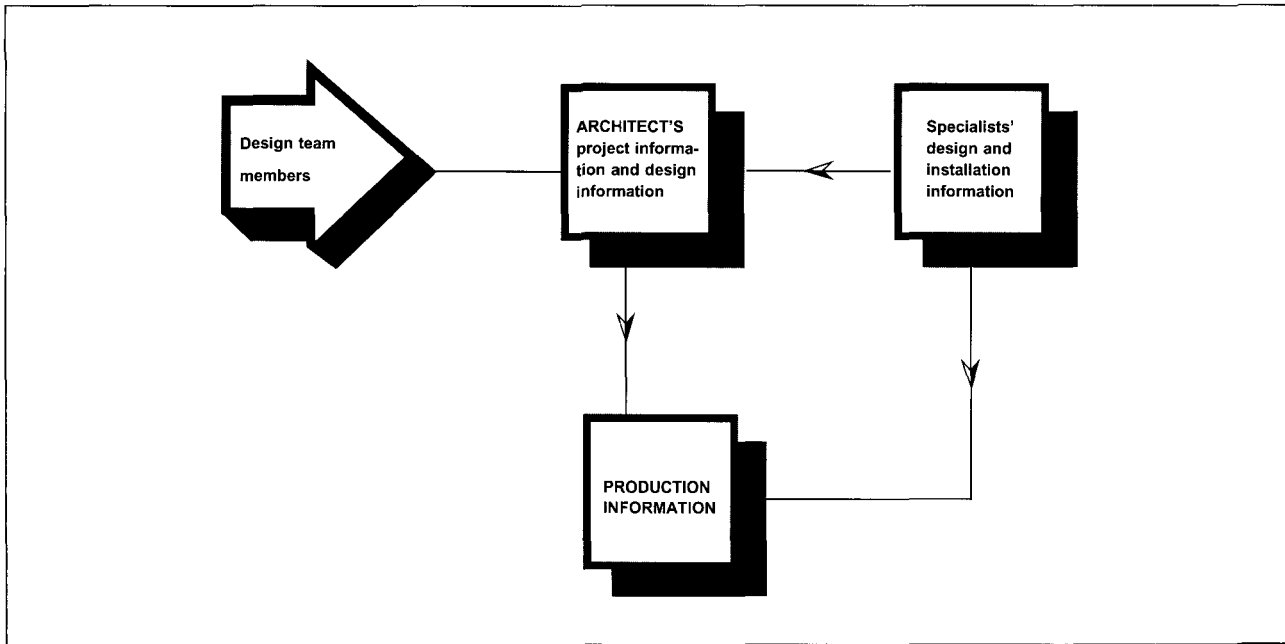 Design team
members
ARCHITECT'S
project informa-
tion and design
information
Specialists'
design and
installation
information
PRODUCTION
INFORMATION